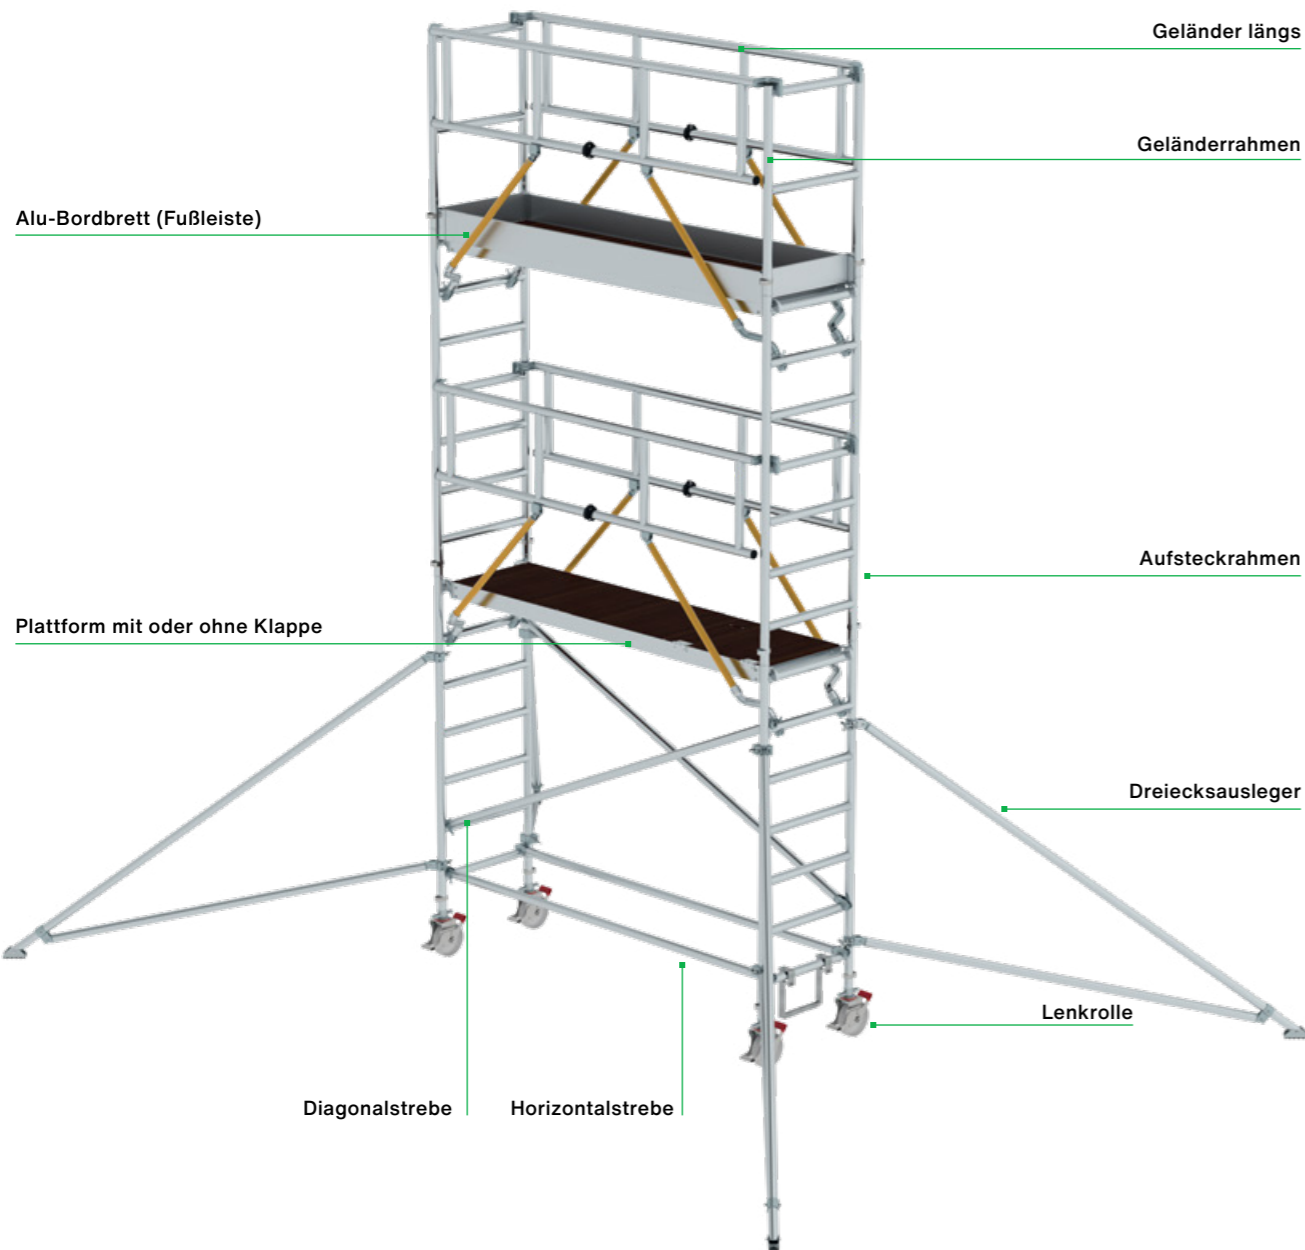 Geländer längs
Geländerrahmen
Alu-Bordbrett (Fußleiste)
Aufsteckrahmen
Plattform mit oder ohne Klappe
Dreiecksausleger
Lenkrolle
Diagonalstrebe
Horizontalstrebe